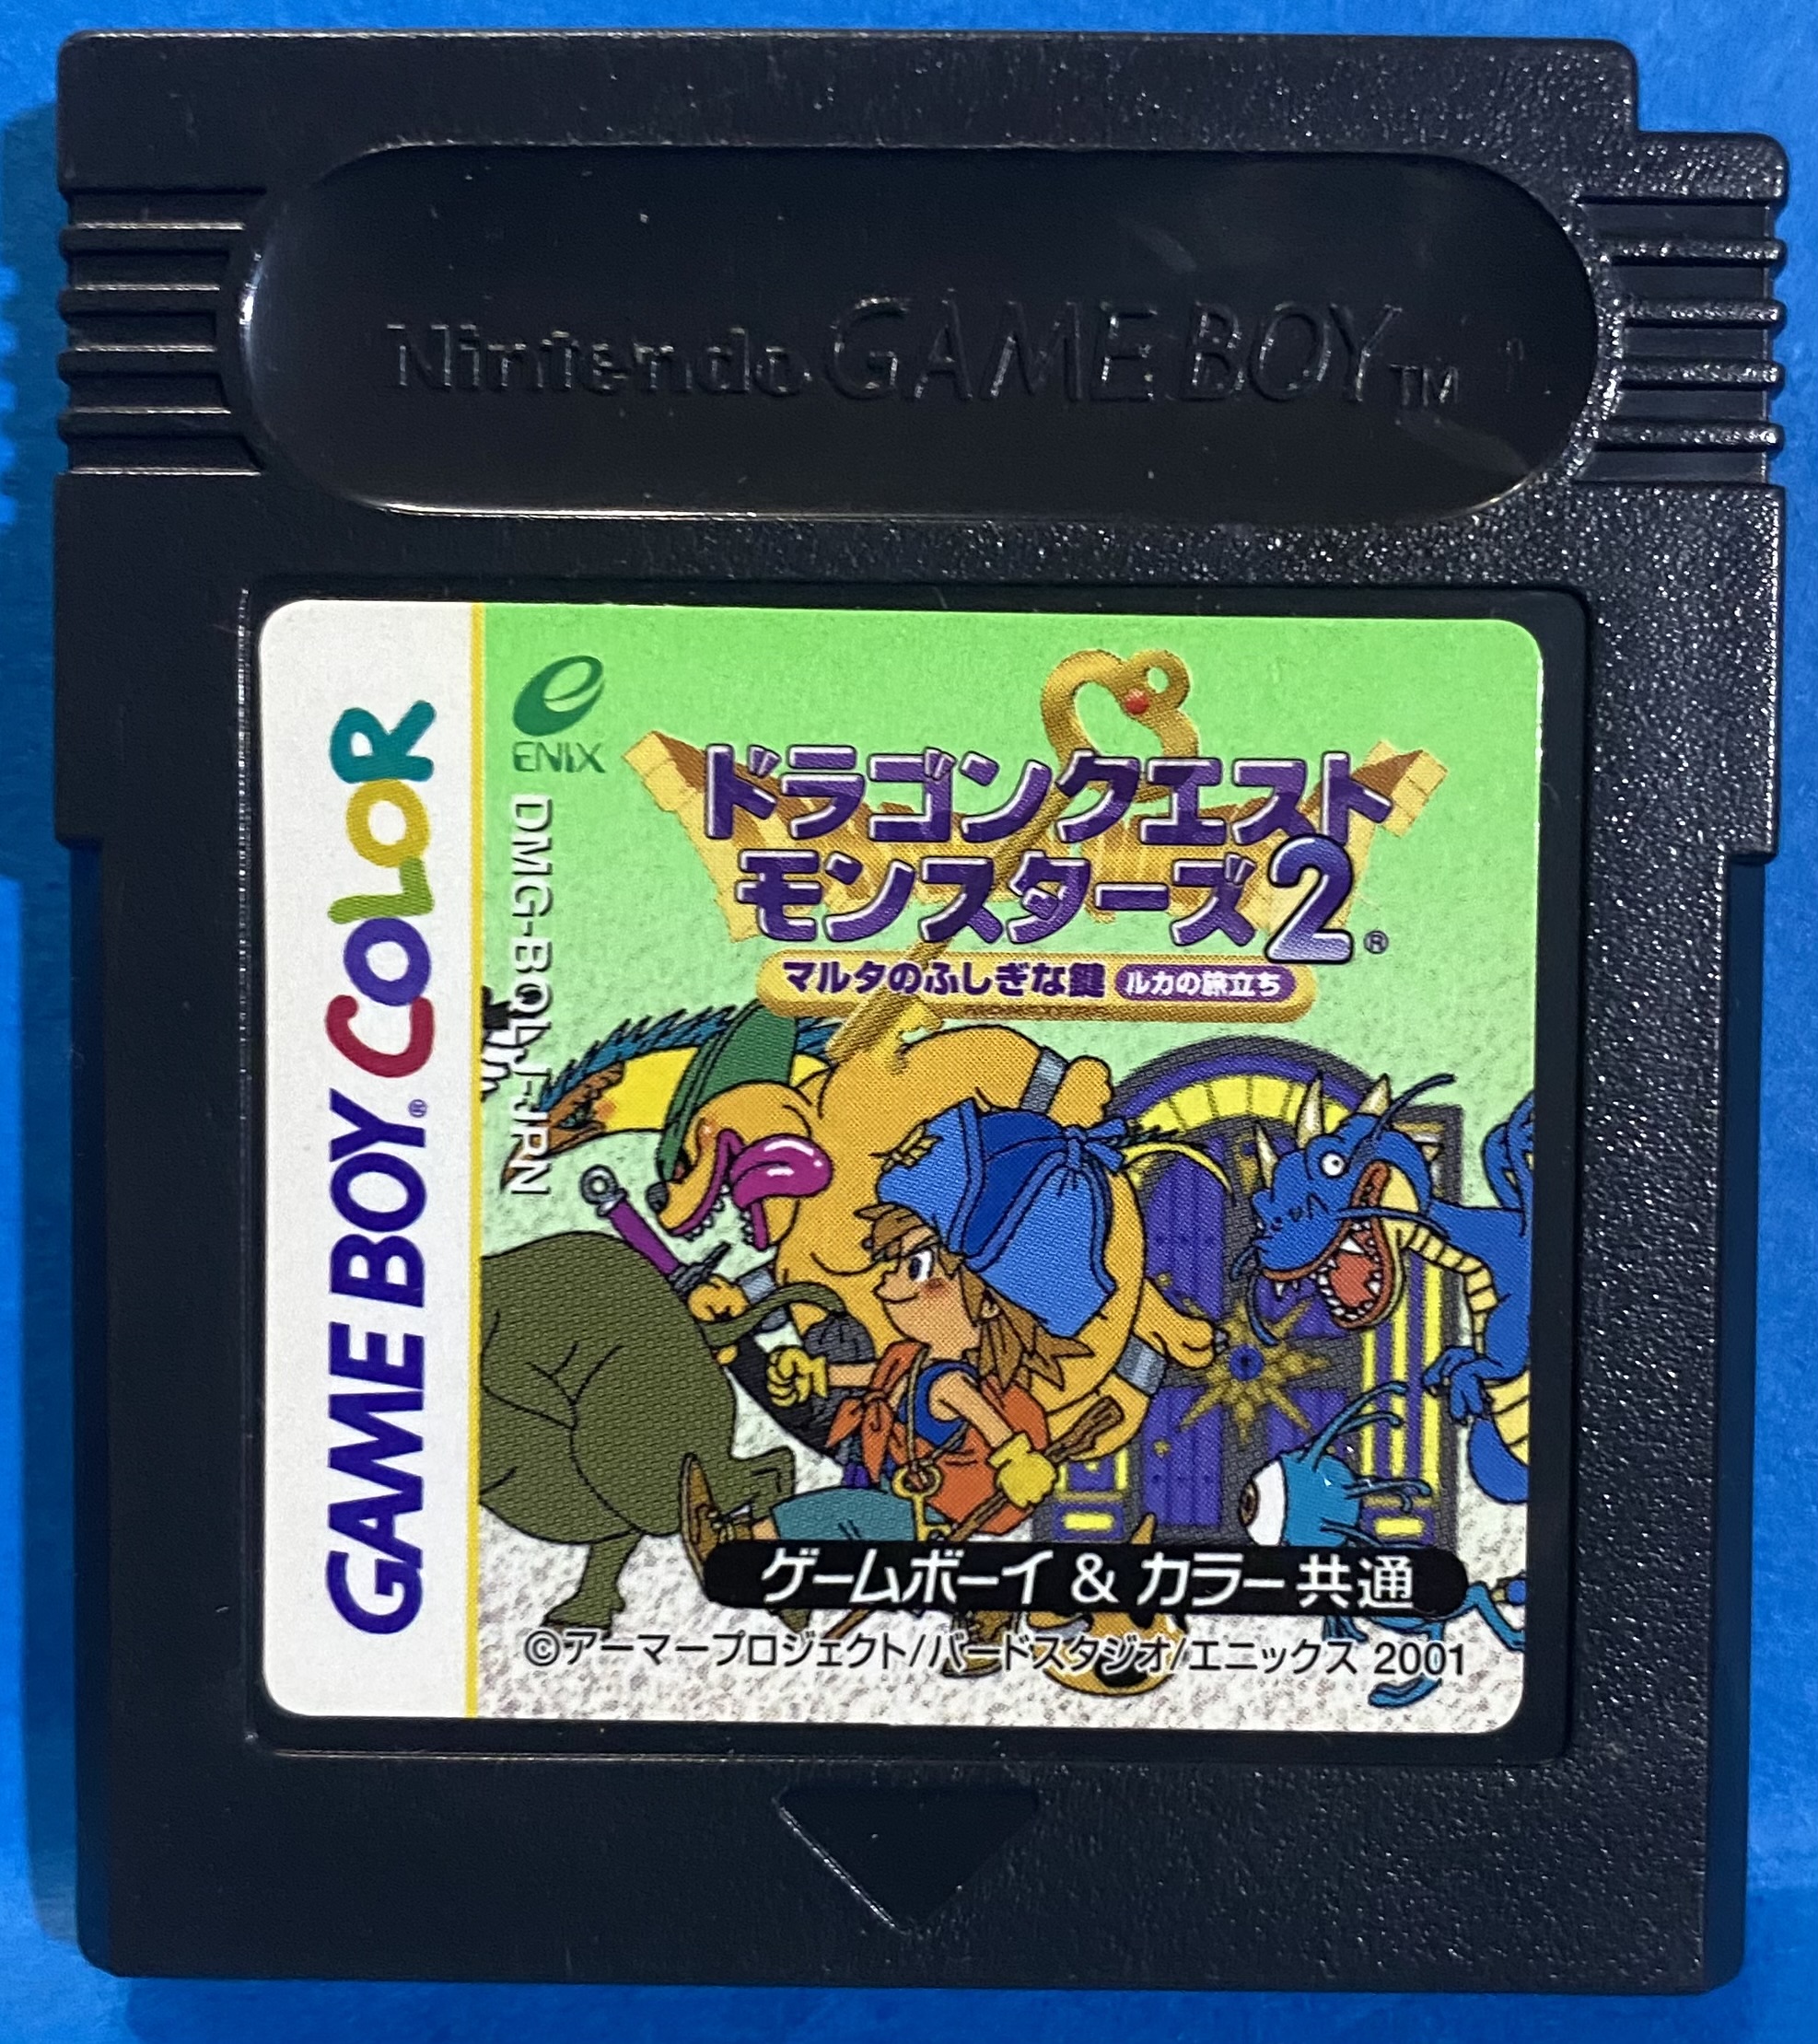 Nintendo GAME BOY TM
GAME BOY COLOR
ENIX
DMG-BQLJ-JPN
ドラゴンクエスト
モンスターズ2®
マルタのふしぎな鍵 ルカの旅立ち
ゲームボーイ & カラー共通
©アーマープロジェクト/バードスタジオ/エニックス 2001